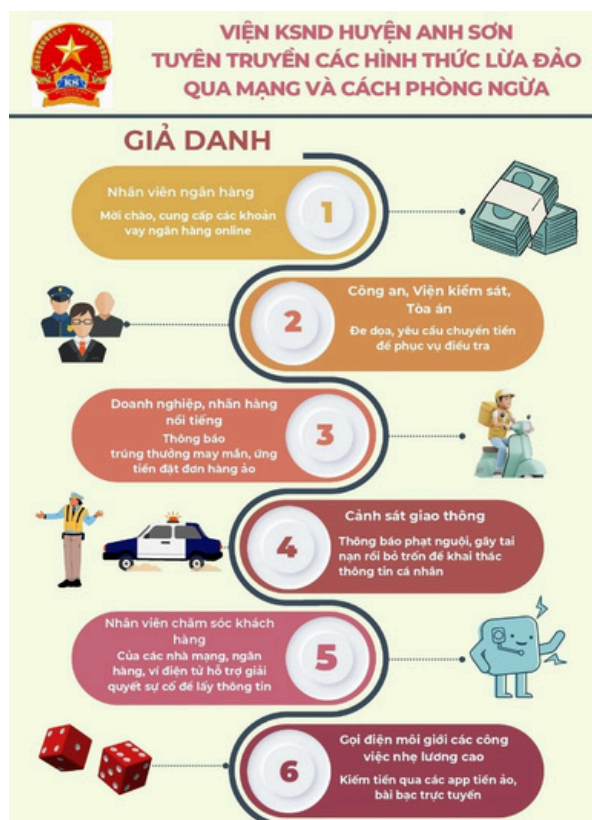 VIỆN KSND HUYỆN ANH SƠN
TUYÊN TRUYỀN CÁC HÌNH THỨC LỪA ĐẢO
QUA MẠNG VÀ CÁCH PHÒNG NGỪA
KS
GIẢ DANH
Nhân viên ngân hàng
Mời chào, cung cấp các khoản
vay ngân hàng online
1
2
Công an, Viện kiểm sát,
Tòa án
Đe dọa, yêu cầu chuyển tiền
để phục vụ điều tra
Doanh nghiệp, nhãn hàng
nổi tiếng
Thông báo
trúng thưởng may mắn, ứng
tiền đặt đơn hàng ảo
3
4
Cảnh sát giao thông
Thông báo phạt nguội, gây tai
nạn rồi bỏ trốn để khai thác
thông tin cá nhân
Nhân viên chăm sóc khách
hàng
Của các nhà mạng, ngân
hàng, ví điện tử hỗ trợ giải
quyết sự cố để lấy thông tin
5
6
Gọi điện môi giới các công
việc nhẹ lương cao
Kiếm tiền qua các app tiền ảo,
bài bạc trực tuyến